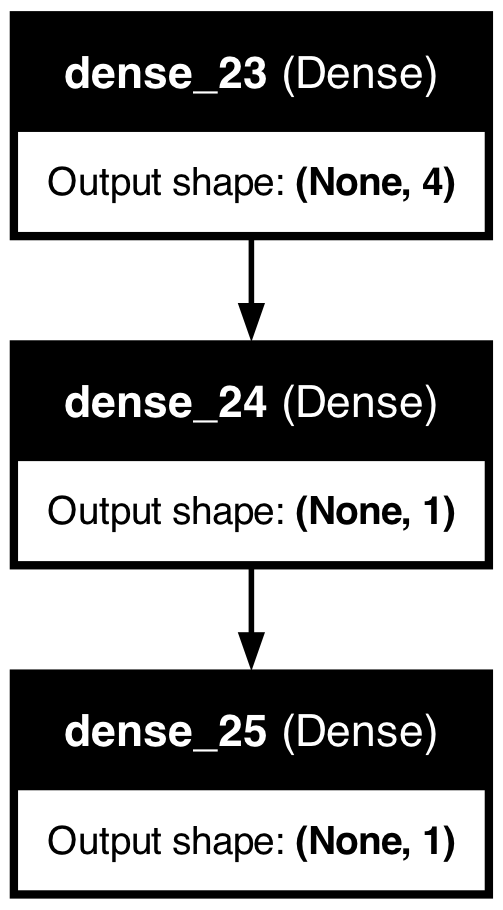 dense_23 (Dense)
Output shape: (None, 4)
dense_24 (Dense)
Output shape: (None, 1)
dense_25 (Dense)
Output shape: (None, 1)